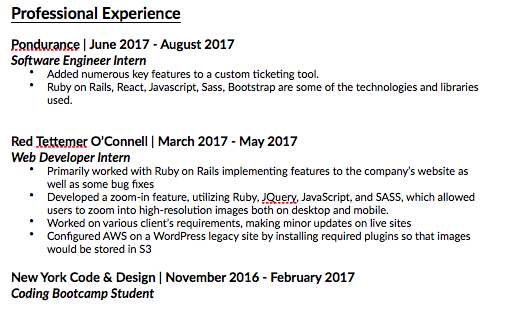 Professional Experience
Pondurance | June 2017 - August 2017
Software Engineer Intern
• Added numerous key features to a custom ticketing tool.
• Ruby on Rails, React, Javascript, Sass, Bootstrap are some of the technologies and libraries
used.
Red Tettemer O’Connell | March 2017 - May 2017
Web Developer Intern
• Primarily worked with Ruby on Rails implementing features to the company’s website as
well as some bug fixes
• Developed a zoom-in feature, utilizing Ruby, JQuery, JavaScript, and SASS, which allowed
users to zoom into high-resolution images both on desktop and mobile.
• Worked on various client’s requirements, making minor updates on live sites
• Configured AWS on a WordPress legacy site by installing required plugins so that images
would be stored in S3
New York Code & Design | November 2016 - February 2017
Coding Bootcamp Student